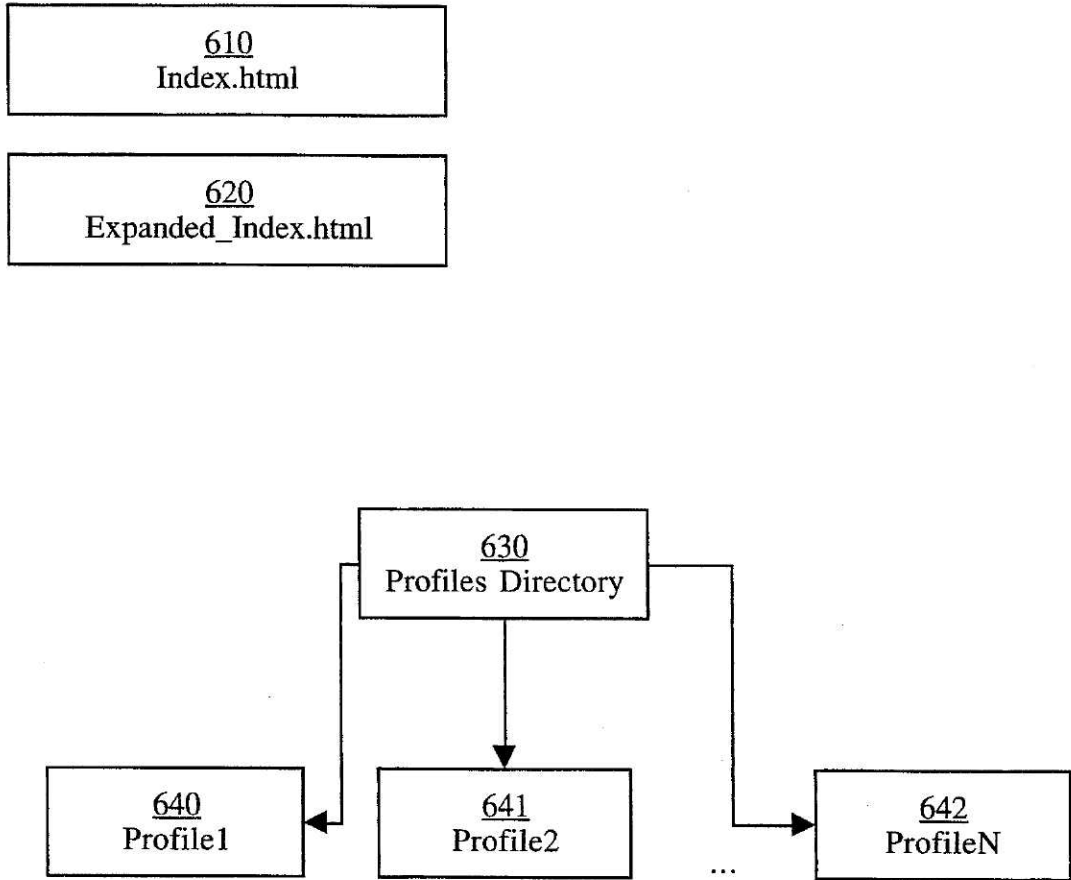 610
Index.html
620
Expanded_Index.html
630
Profiles Directory
640
Profile1
641
Profile2
...
642
ProfileN